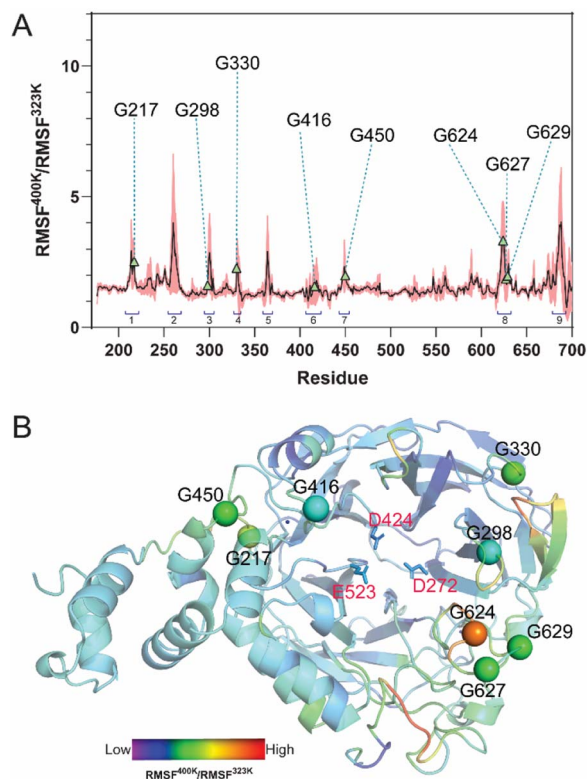 A
RMSF400K/RMSF323K
10
5
0
G217
G298
G330
G416
G450
G624
G627
G629
1
2
3
4
5
6
7
8
9
200 250 300 350 400 450 500 550 600 650 700
Residue
B
G330
G450
G416
D424
G217
G298
E523
D272
G624
G629
G627
Low
High
RMSF400K/RMSF323K